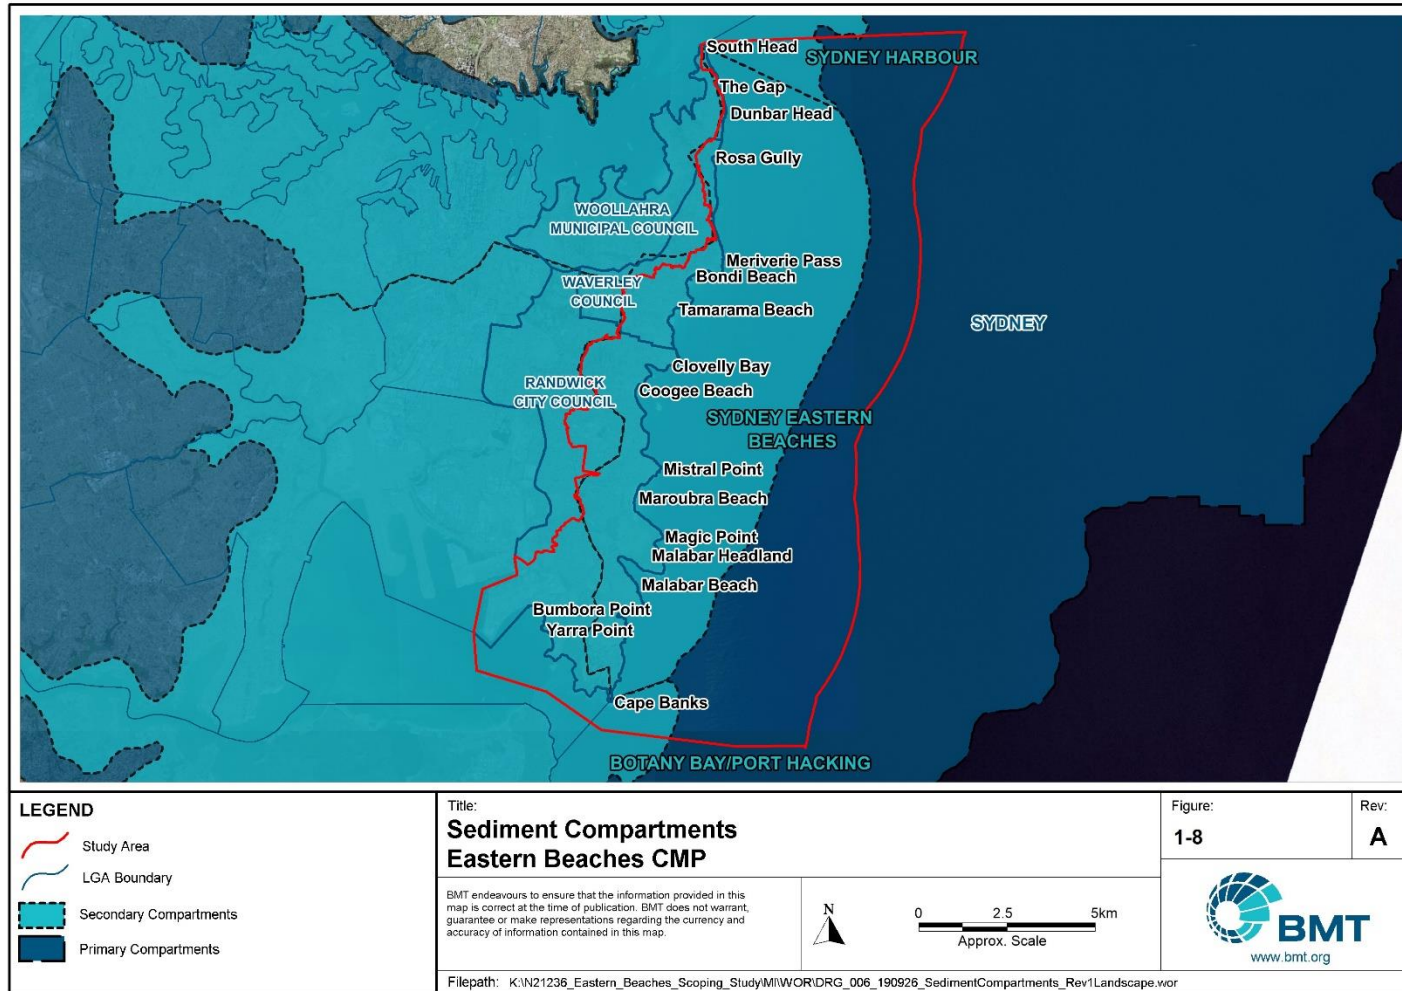 South Head
SYDNEY HARBOUR
The Gap
Dunbar Head
Rosa Gully
WOOLLAHRA
MUNICIPAL COUNCIL
Meriverie Pass
Bondi Beach
WAVERLEY
COUNCIL
Tamarama Beach
SYDNEY
Clovelly Bay
RANDWICK
CITY COUNCIL
Coogee Beach
SYDNEY EASTERN
BEACHES
Mistral Point
Maroubra Beach
Magic Point
Malabar Headland
Malabar Beach
Bumbora Point
Yarra Point
Cape Banks
BOTANY BAY/PORT HACKING
LEGEND
Study Area
LGA Boundary
Secondary Compartments
Primary Compartments
Title:
Sediment Compartments
Eastern Beaches CMP
BMT endeavours to ensure that the information provided in this
map is correct at the time of publication. BMT does not warrant,
guarantee or make representations regarding the currency and
accuracy of information contained in this map.
N
0 2.5 5km
Approx. Scale
Figure:
1-8
Rev:
A
BMT
www.bmt.org
Filepath: K:\N21236_Eastern_Beaches_Scoping_Study\MI\WOR\DRG_006_190926_SedimentCompartments_Rev1Landscape.wor